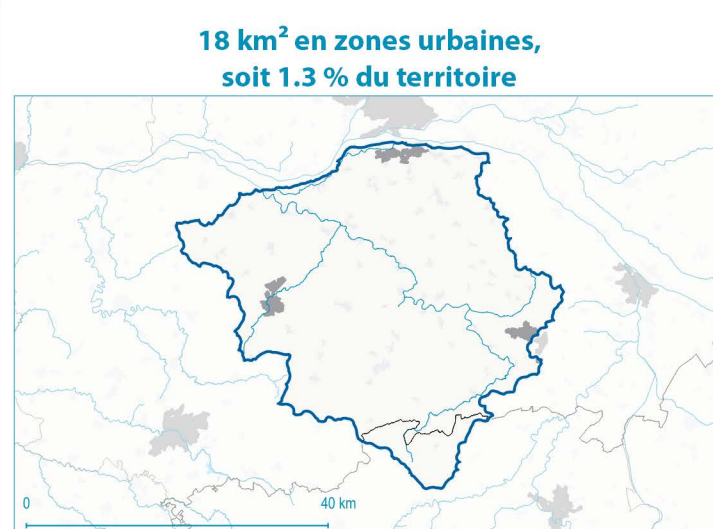 18 km² en zones urbaines,
soit 1.3 % du territoire
0
40 km